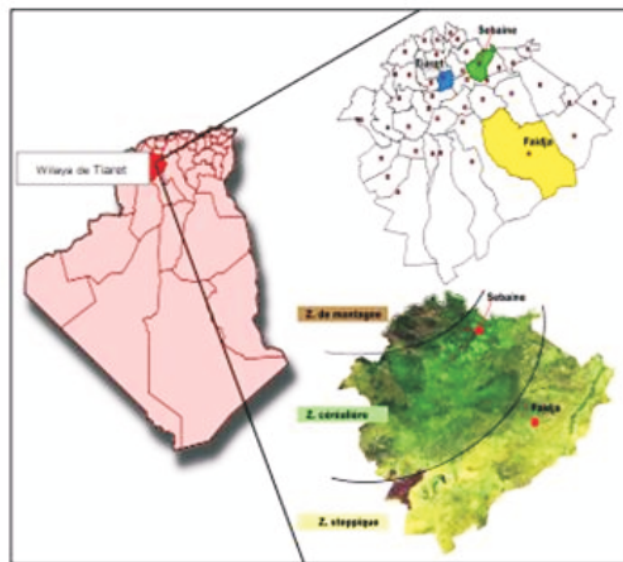 Wilaya de Tiaret
Sebaine
Tiaret
Faidja
Z. de montagne
Sebaine
Z. céréalière
Faidja
Z. steppique